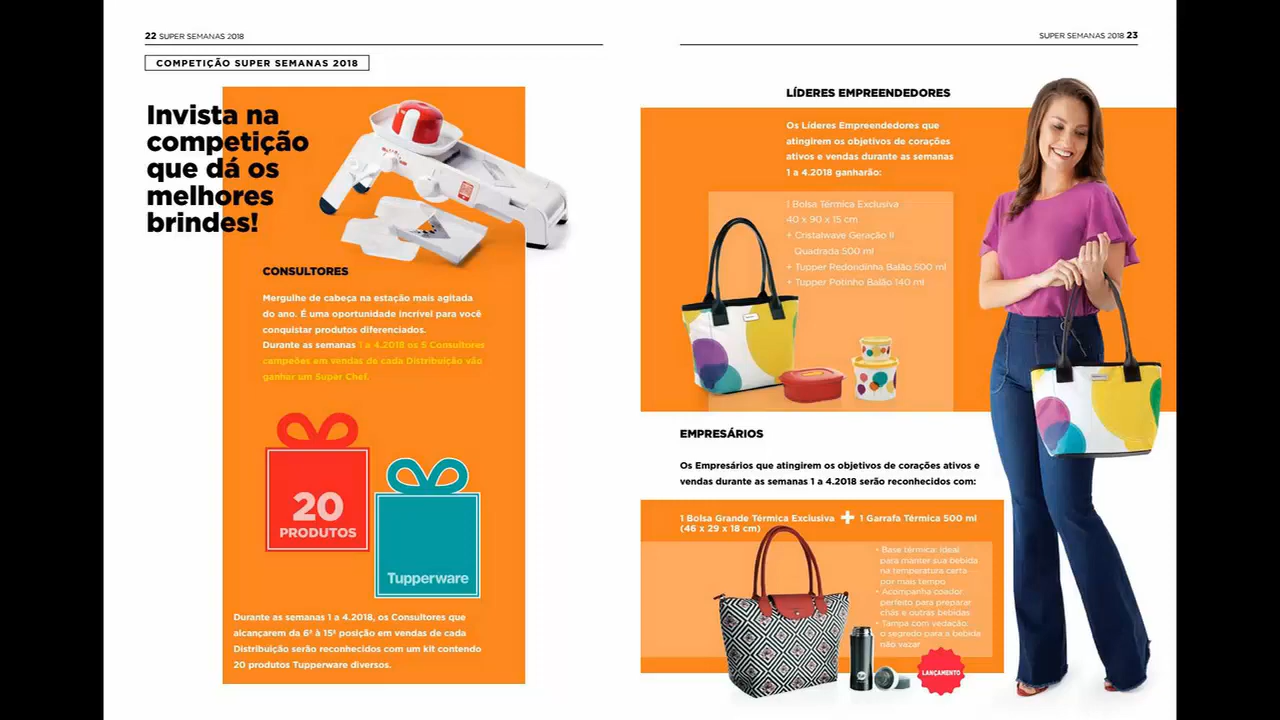 22 SUPER SEMANAS 2018
COMPETIÇÃO SUPER SEMANAS 2018
Invista na
competição
que dá os
melhores
brindes!
CONSULTORES
Mergulhe de cabeça na estação mais agitada
do ano. É uma oportunidade incrível para você
conquistar produtos diferenciados.
Durante as semanas 1 a 4.2018 os 5 Consultores
campeões em vendas de cada Distribuição vão
ganhar um Super Chef.
20
PRODUTOS
Tupperware
Durante as semanas 1 a 4.2018, os Consultores que
alcançarem da 6ª à 15ª posição em vendas de cada
Distribuição serão reconhecidos com um kit contendo
20 produtos Tupperware diversos.
SUPER SEMANAS 2018 23
LÍDERES EMPREENDEDORES
Os Líderes Empreendedores que
atingirem os objetivos de corações
ativos e vendas durante as semanas
1 a 4.2018 ganharão:
1 Bolsa Térmica Exclusiva
40 x 90 x 15 cm
+ Cristalwave Geração II
Quadrada 500 ml
+ Tupper Redondinha Balão 500 ml
+ Tupper Potinho Balão 140 ml
EMPRESÁRIOS
Os Empresários que atingirem os objetivos de corações ativos e
vendas durante as semanas 1 a 4.2018 serão reconhecidos com:
1 Bolsa Grande Térmica Exclusiva + 1 Garrafa Térmica 500 ml
(46 x 29 x 18 cm)
• Base térmica: ideal
para manter sua bebida
na temperatura certa
por mais tempo
• Acompanha coador
perfeito para preparar
chás e outras bebidas
• Tampa com vedação:
o segredo para a bebida
não vazar
LANÇAMENTO